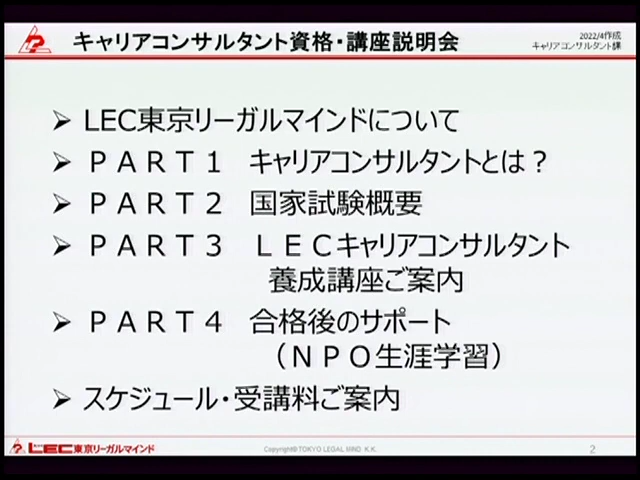 キャリアコンサルタント資格・講座説明会
2022/4作成
キャリアコンサルタント課
➢ LEC東京リーガルマインドについて
➢ ＰＡＲＴ１　キャリアコンサルタントとは？
➢ ＰＡＲＴ２　国家試験概要
➢ ＰＡＲＴ３　ＬＥＣキャリアコンサルタント
養成講座ご案内
➢ ＰＡＲＴ４　合格後のサポート
（ＮＰＯ生涯学習）
➢ スケジュール・受講料ご案内
LEC東京リーガルマインド
Copyright© TOKYO LEGAL MIND K.K.
2